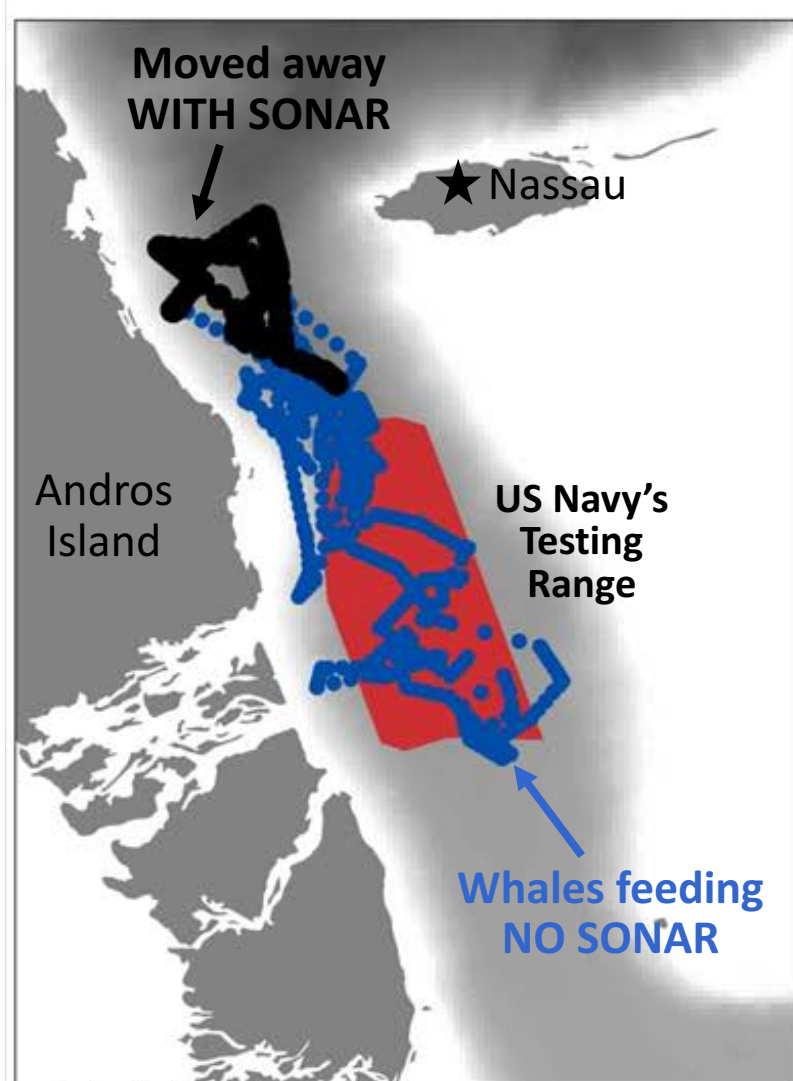 Moved away
WITH SONAR
Nassau
Andros
Island
US Navy’s
Testing
Range
Whales feeding
NO SONAR